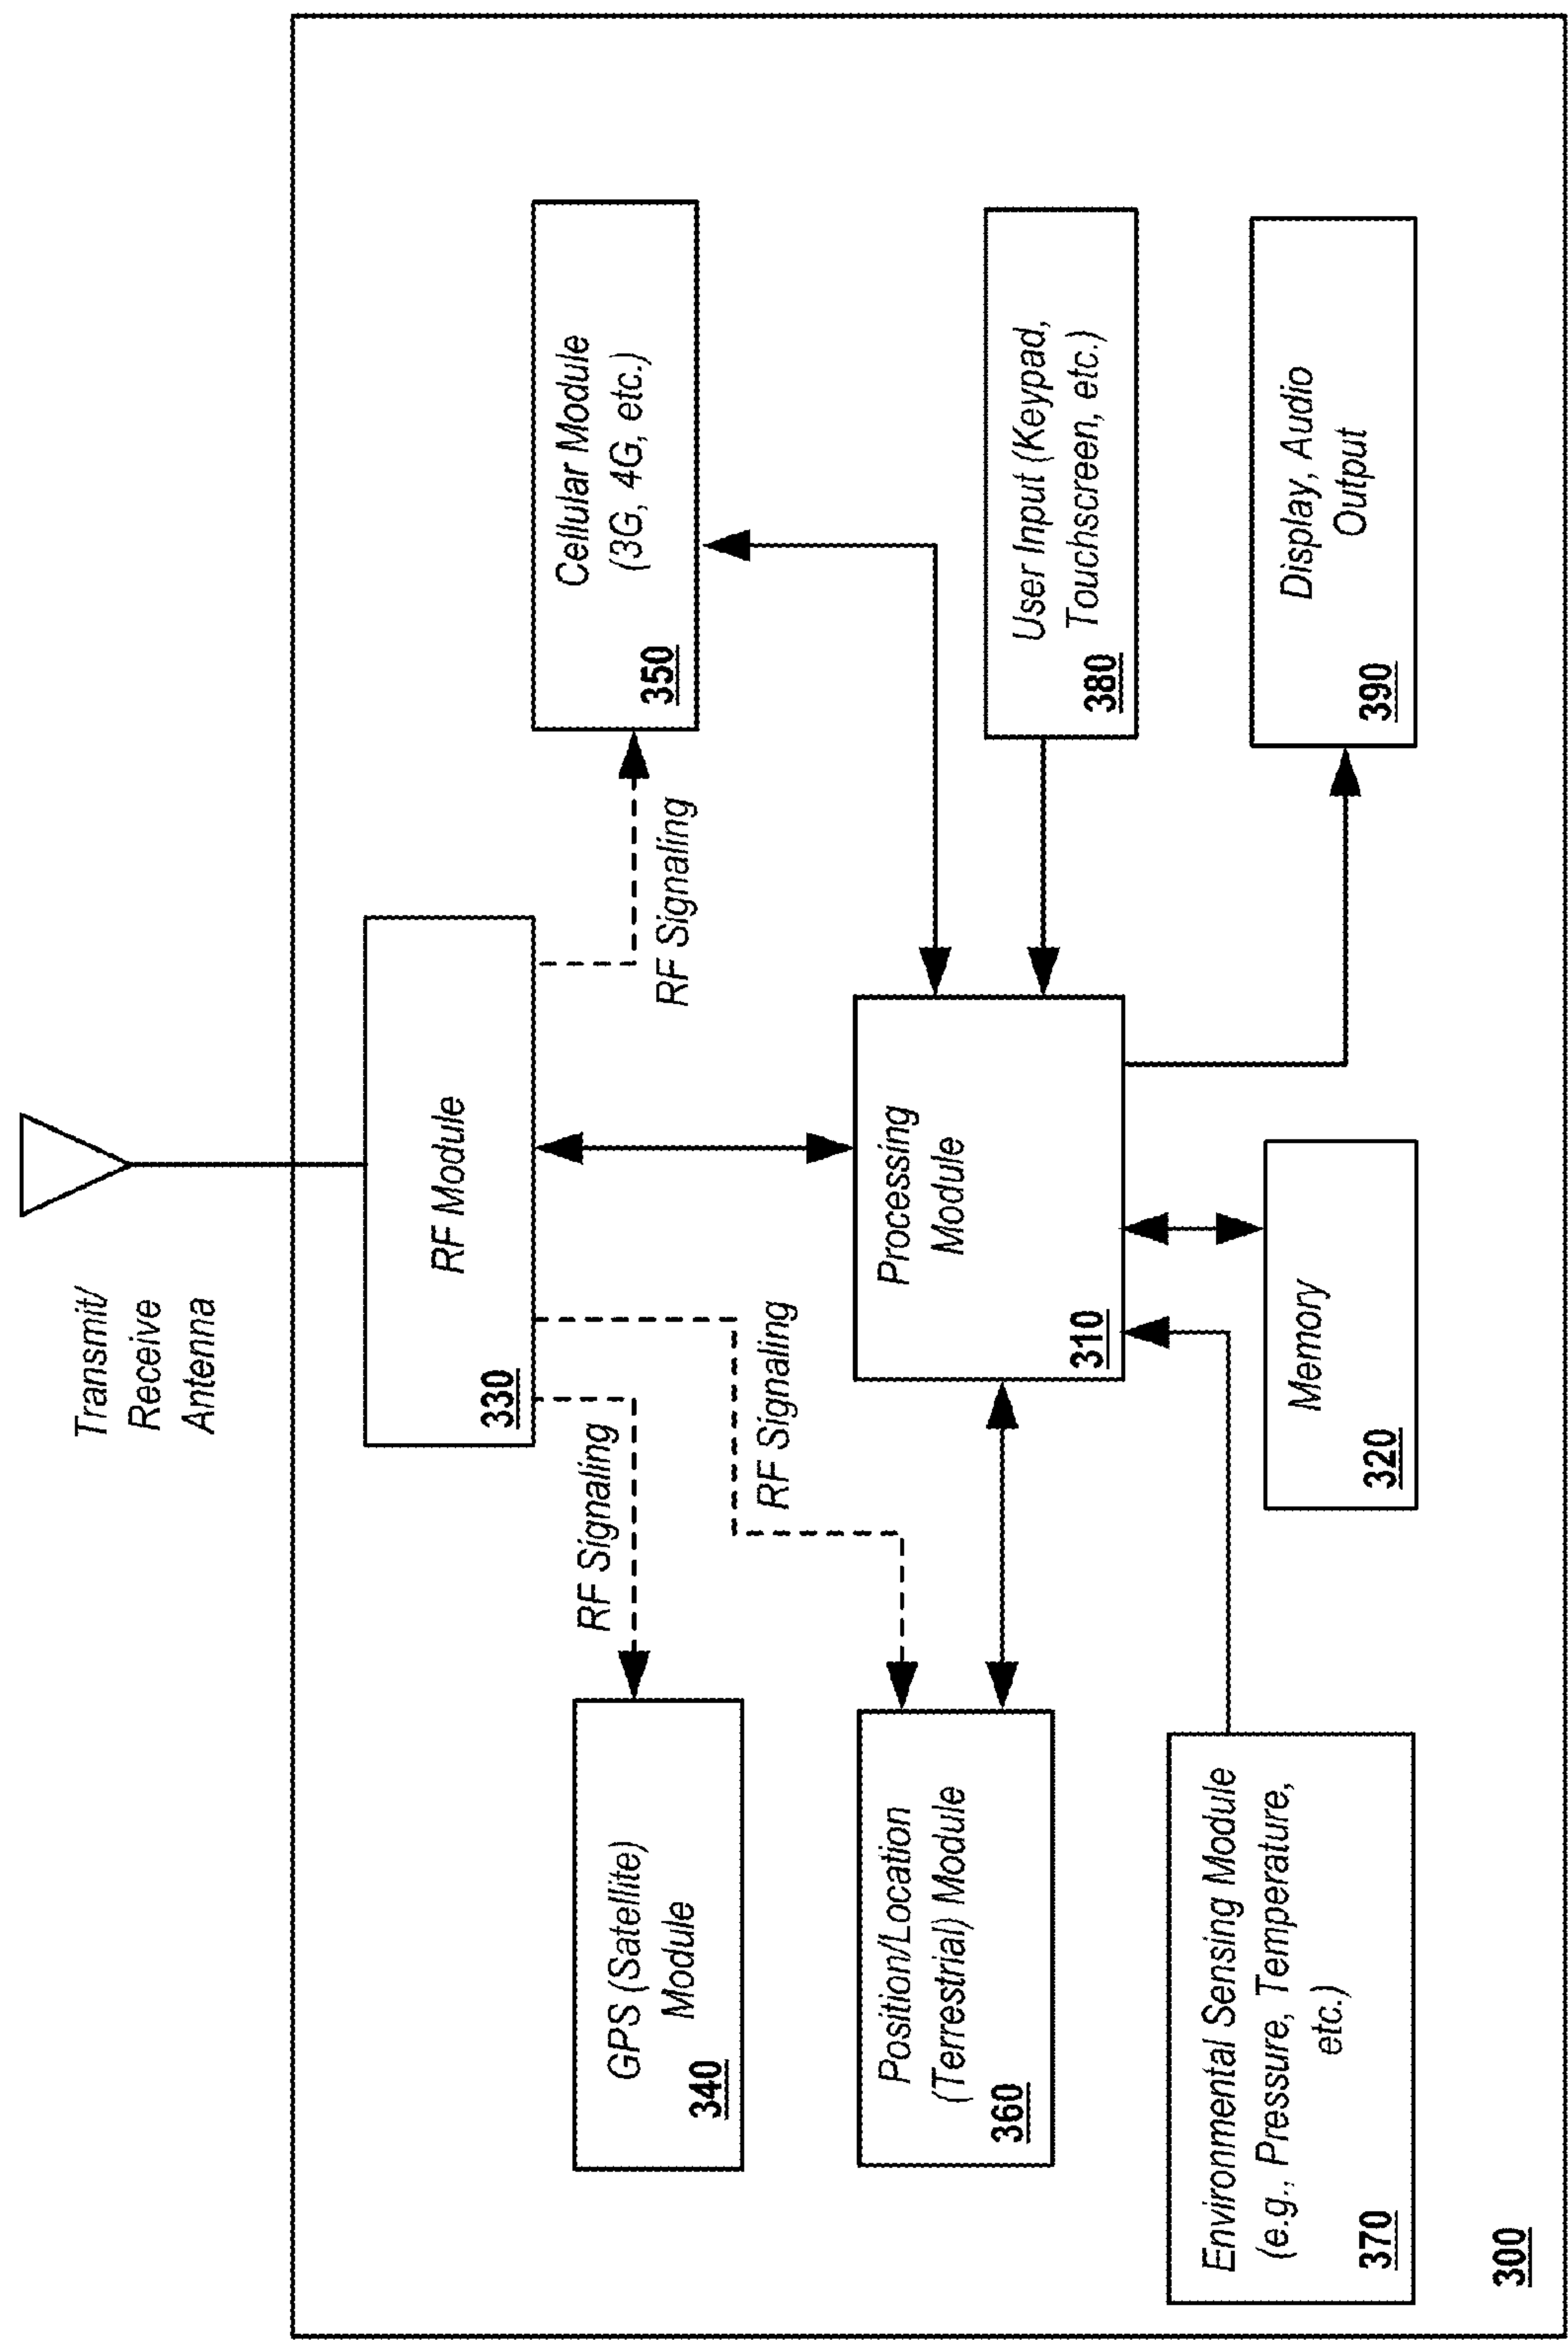 Transmit/
Receive
Antenna
RF Module
330
RF Signaling
RF Signaling
RF Signaling
GPS (Satellite)
Module
340
Cellular Module
(3G, 4G, etc.)
350
Position/Location
(Terrestrial) Module
360
Processing
Module
310
User Input (Keypad,
Touchscreen, etc.)
380
Environmental Sensing Module
(e.g., Pressure, Temperature,
etc.)
370
Memory
320
Display, Audio
Output
390
300